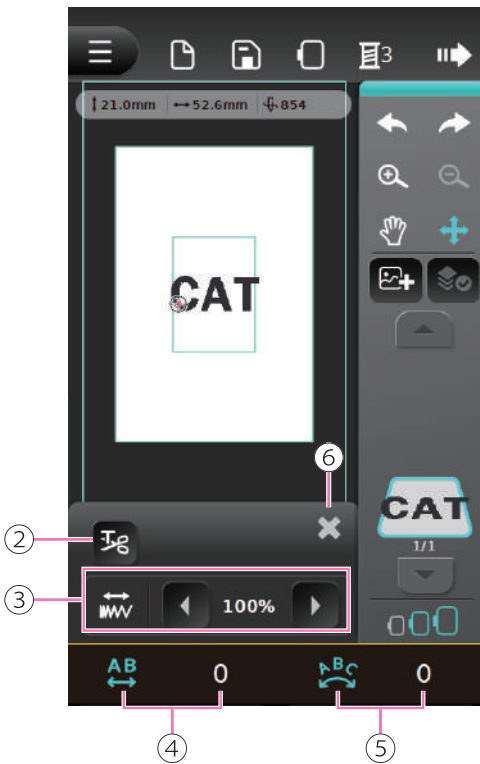 3
21.0mm 52.6mm 854
CAT
⑥
CAT
② T
1/1
③ 100%
AB 0 ABC 0
④ ⑤